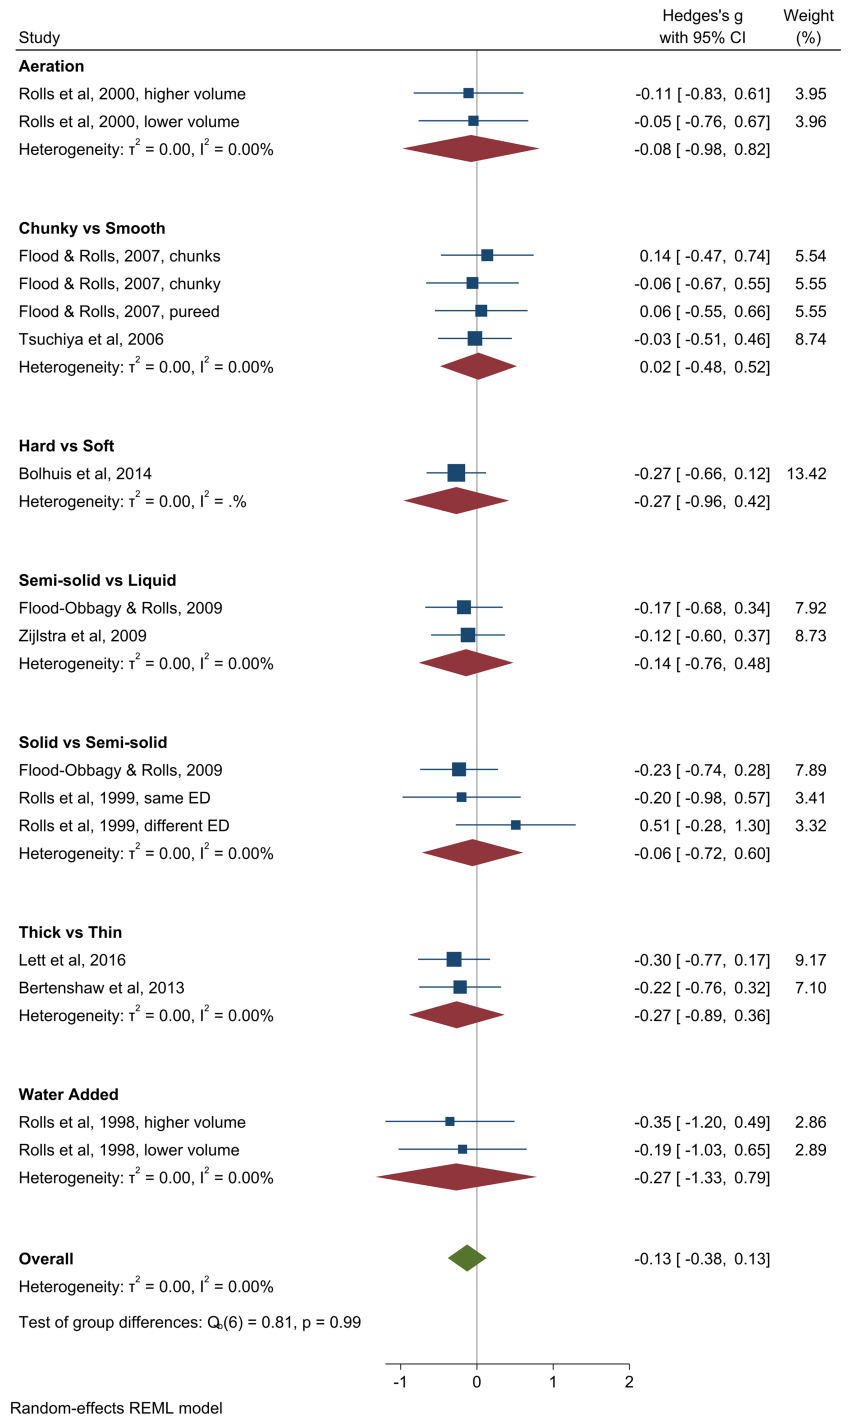 Hedges's g Weight
Study with 95% CI (%)
Aeration
Rolls et al, 2000, higher volume -0.11 [ -0.83, 0.61] 3.95
Rolls et al, 2000, lower volume -0.05 [ -0.76, 0.67] 3.96
Heterogeneity: τ² = 0.00, I² = 0.00% -0.08 [ -0.98, 0.82]
Chunky vs Smooth
Flood & Rolls, 2007, chunks 0.14 [ -0.47, 0.74] 5.54
Flood & Rolls, 2007, chunky -0.06 [ -0.67, 0.55] 5.55
Flood & Rolls, 2007, pureed 0.06 [ -0.55, 0.66] 5.55
Tsuchiya et al, 2006 -0.03 [ -0.51, 0.46] 8.74
Heterogeneity: τ² = 0.00, I² = 0.00% 0.02 [ -0.48, 0.52]
Hard vs Soft
Bolhuis et al, 2014 -0.27 [ -0.66, 0.12] 13.42
Heterogeneity: τ² = 0.00, I² = .% -0.27 [ -0.96, 0.42]
Semi-solid vs Liquid
Flood-Obbagy & Rolls, 2009 -0.17 [ -0.68, 0.34] 7.92
Zijlstra et al, 2009 -0.12 [ -0.60, 0.37] 8.73
Heterogeneity: τ² = 0.00, I² = 0.00% -0.14 [ -0.76, 0.48]
Solid vs Semi-solid
Flood-Obbagy & Rolls, 2009 -0.23 [ -0.74, 0.28] 7.89
Rolls et al, 1999, same ED -0.20 [ -0.98, 0.57] 3.41
Rolls et al, 1999, different ED 0.51 [ -0.28, 1.30] 3.32
Heterogeneity: τ² = 0.00, I² = 0.00% -0.06 [ -0.72, 0.60]
Thick vs Thin
Lett et al, 2016 -0.30 [ -0.77, 0.17] 9.17
Bertenshaw et al, 2013 -0.22 [ -0.76, 0.32] 7.10
Heterogeneity: τ² = 0.00, I² = 0.00% -0.27 [ -0.89, 0.36]
Water Added
Rolls et al, 1998, higher volume -0.35 [ -1.20, 0.49] 2.86
Rolls et al, 1998, lower volume -0.19 [ -1.03, 0.65] 2.89
Heterogeneity: τ² = 0.00, I² = 0.00% -0.27 [ -1.33, 0.79]
Overall -0.13 [ -0.38, 0.13]
Heterogeneity: τ² = 0.00, I² = 0.00%
Test of group differences: Q_b(6) = 0.81, p = 0.99
-1 0 1 2
Random-effects REML model